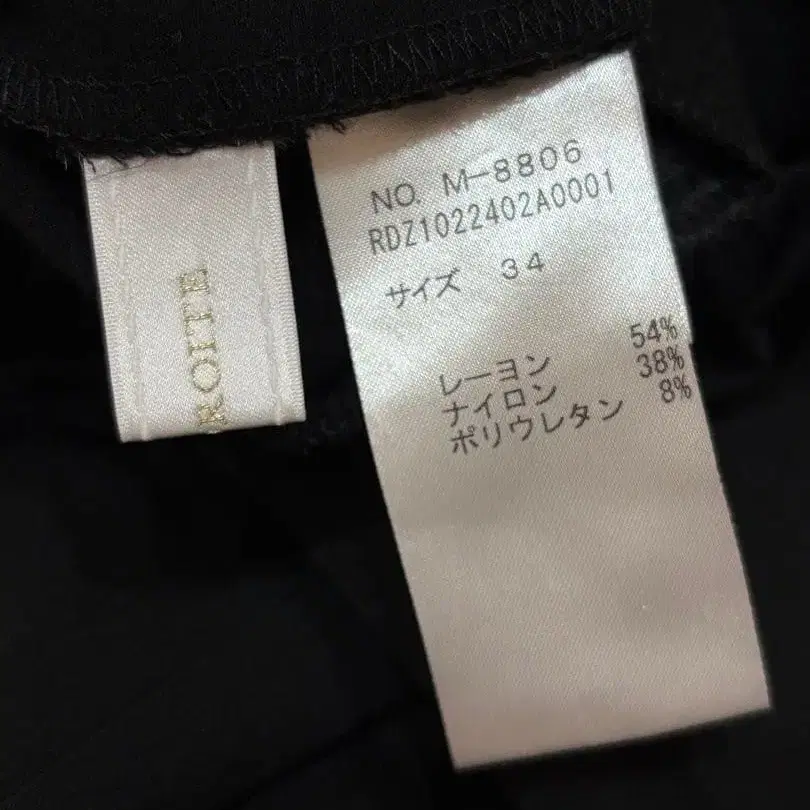 ROITE
NO. M-8806
RDZ1022402A0001
サイズ 34
レーヨン 54%
ナイロン 38%
ポリウレタン 8%